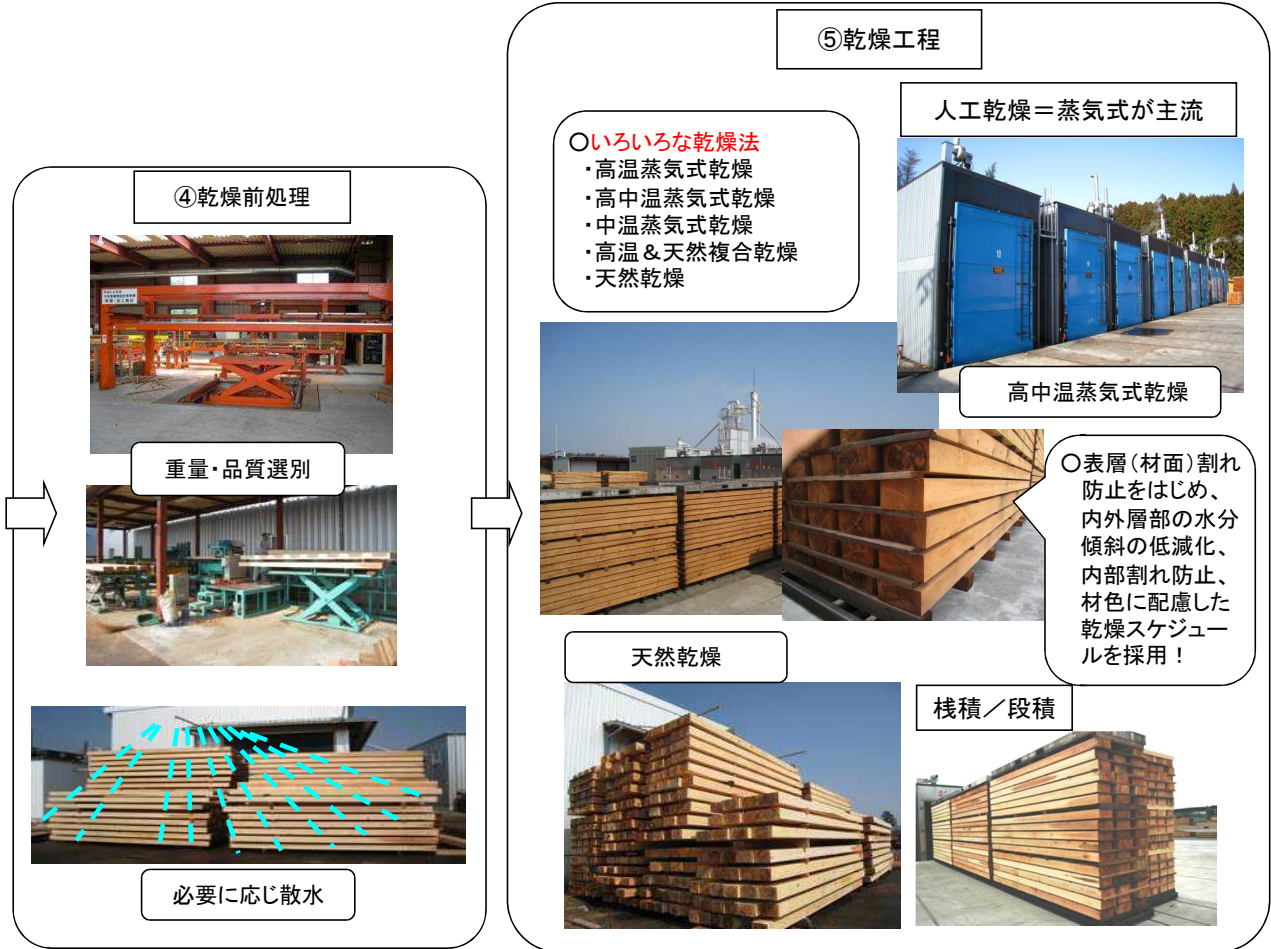 ④乾燥前処理
重量・品質選別
必要に応じ散水
⑤乾燥工程
○いろいろな乾燥法
・高温蒸気式乾燥
・高中温蒸気式乾燥
・中温蒸気式乾燥
・高温＆天然複合乾燥
・天然乾燥
人工乾燥＝蒸気式が主流
10
高中温蒸気式乾燥
○表層（材面）割れ
防止をはじめ、
内外層部の水分
傾斜の低減化、
内部割れ防止、
材色に配慮した
乾燥スケジュー
ルを採用！
天然乾燥
桟積／段積